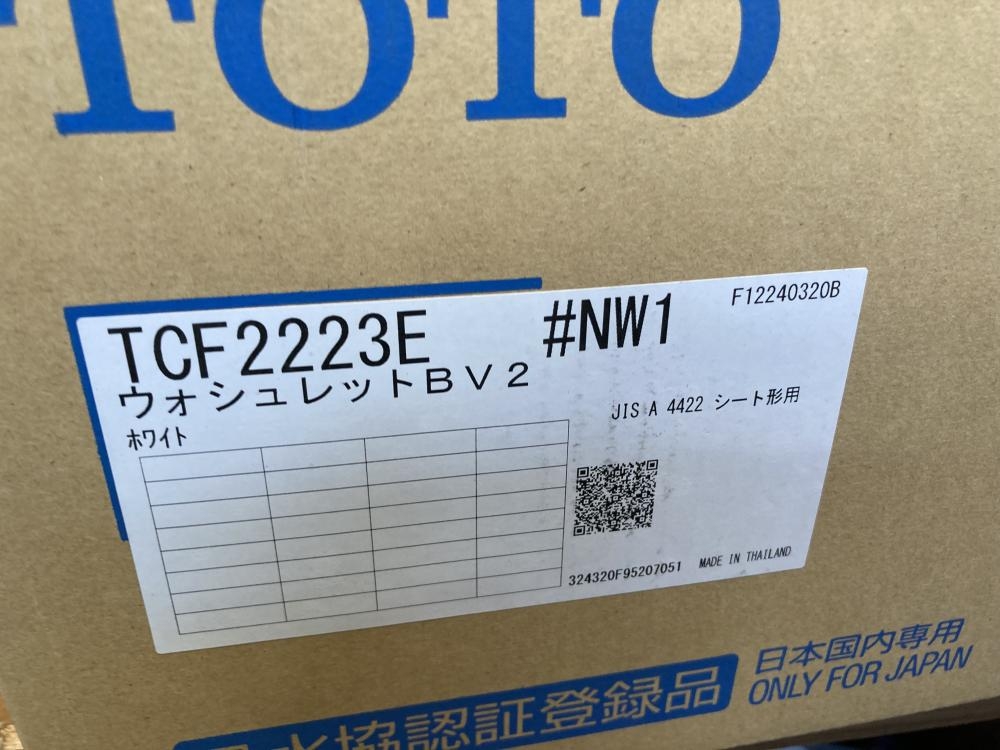 TOTO
TCF2223E #NW1 F12240320B
ウォシュレットBV2
ホワイト
JIS A 4422 シート形用
324320F95207051 MADE IN THAILAND
日本国内専用
ONLY FOR JAPAN
水協認証登録品